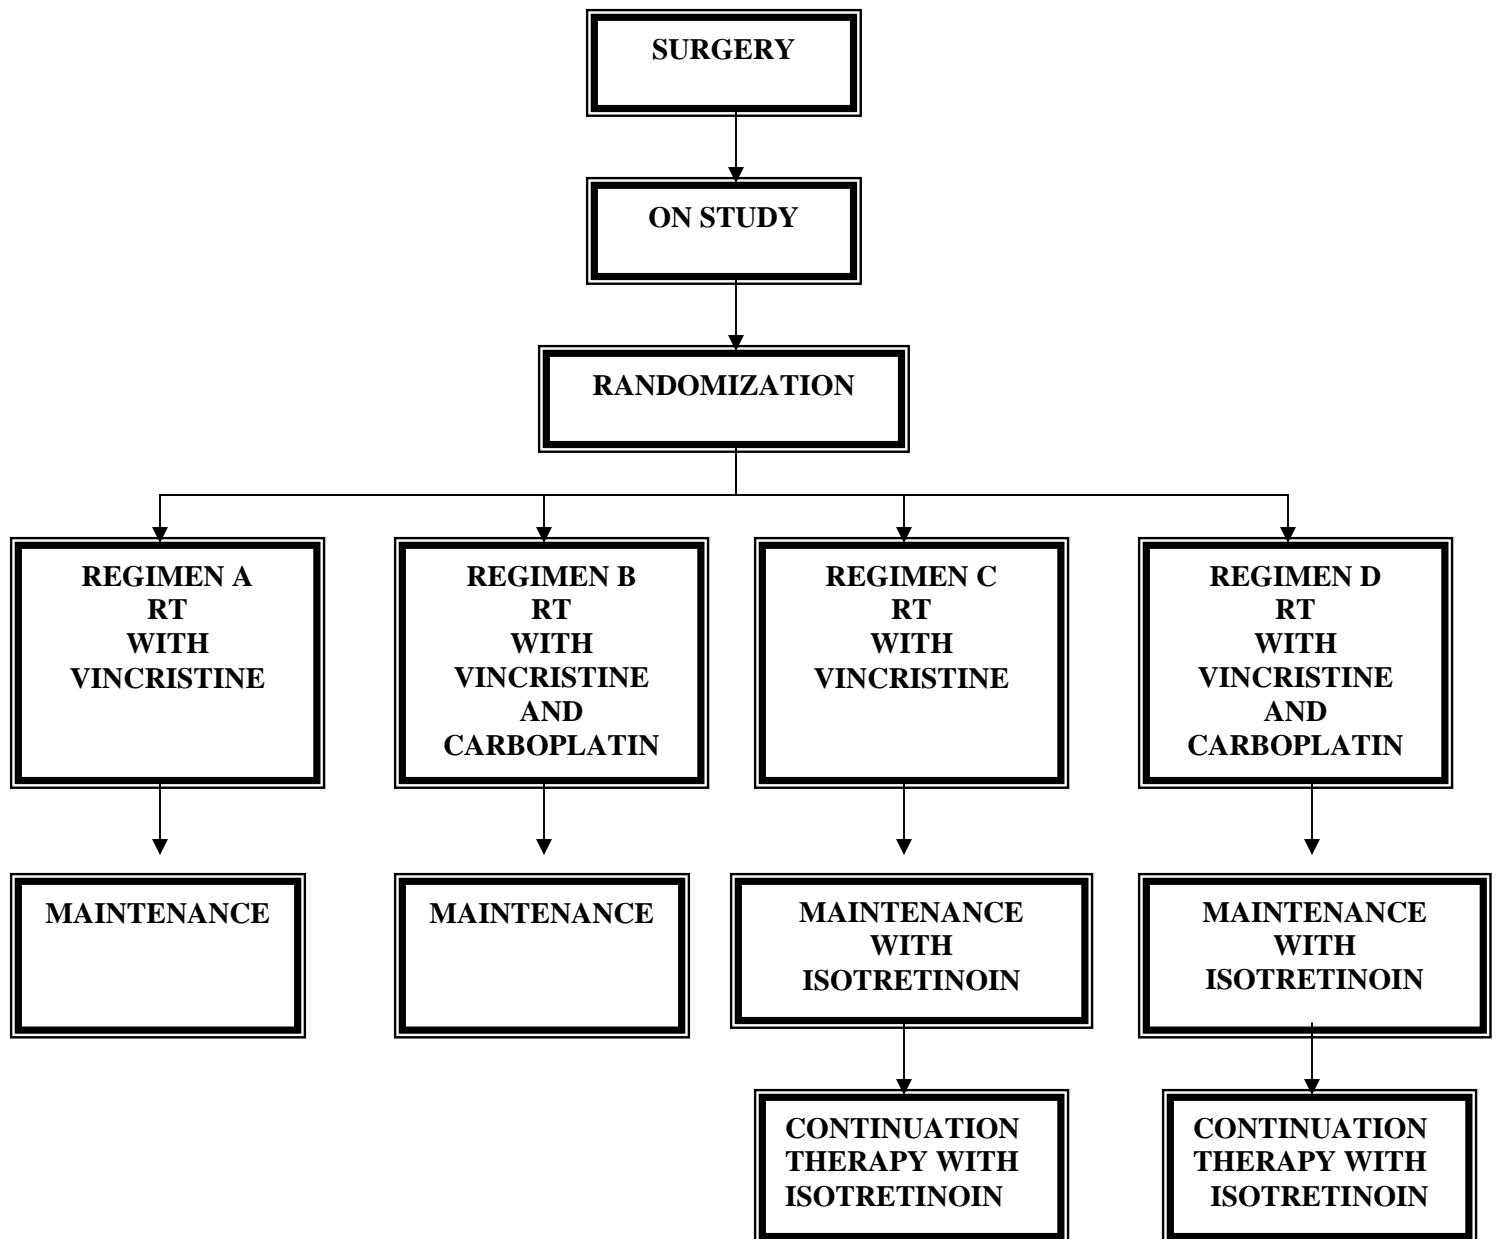 SURGERY
ON STUDY
RANDOMIZATION
REGIMEN A
RT
WITH
VINCRISTINE
REGIMEN B
RT
WITH
VINCRISTINE
AND
CARBOPLATIN
REGIMEN C
RT
WITH
VINCRISTINE
REGIMEN D
RT
WITH
VINCRISTINE
AND
CARBOPLATIN
MAINTENANCE
MAINTENANCE
MAINTENANCE
WITH
ISOTRETINOIN
MAINTENANCE
WITH
ISOTRETINOIN
CONTINUATION
THERAPY WITH
ISOTRETINOIN
CONTINUATION
THERAPY WITH
ISOTRETINOIN